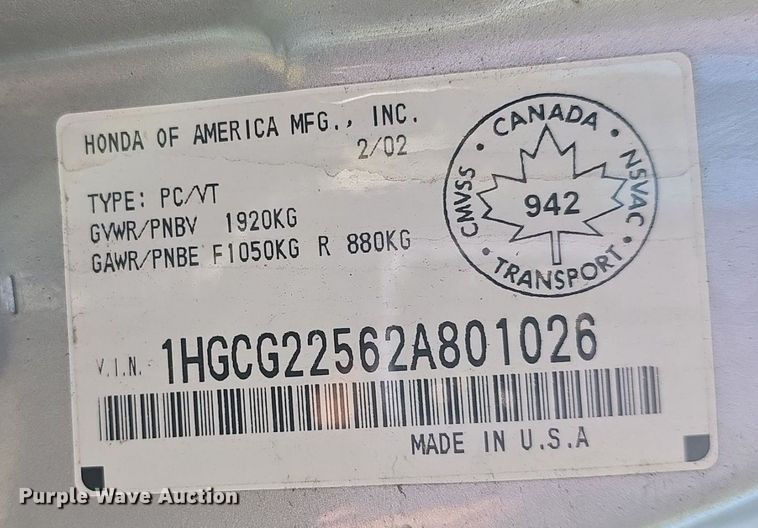 HONDA OF AMERICA MFG., INC.
2/02
TYPE: PC/VT
GVWR/PNBV 1920KG
GAWR/PNBE F1050KG R 880KG
CANADA · NSVAC · TRANSPORT · CMVSS ·
942
V.I.N. 1HGCG22562A801026
MADE IN U.S.A
Purple Wave Auction